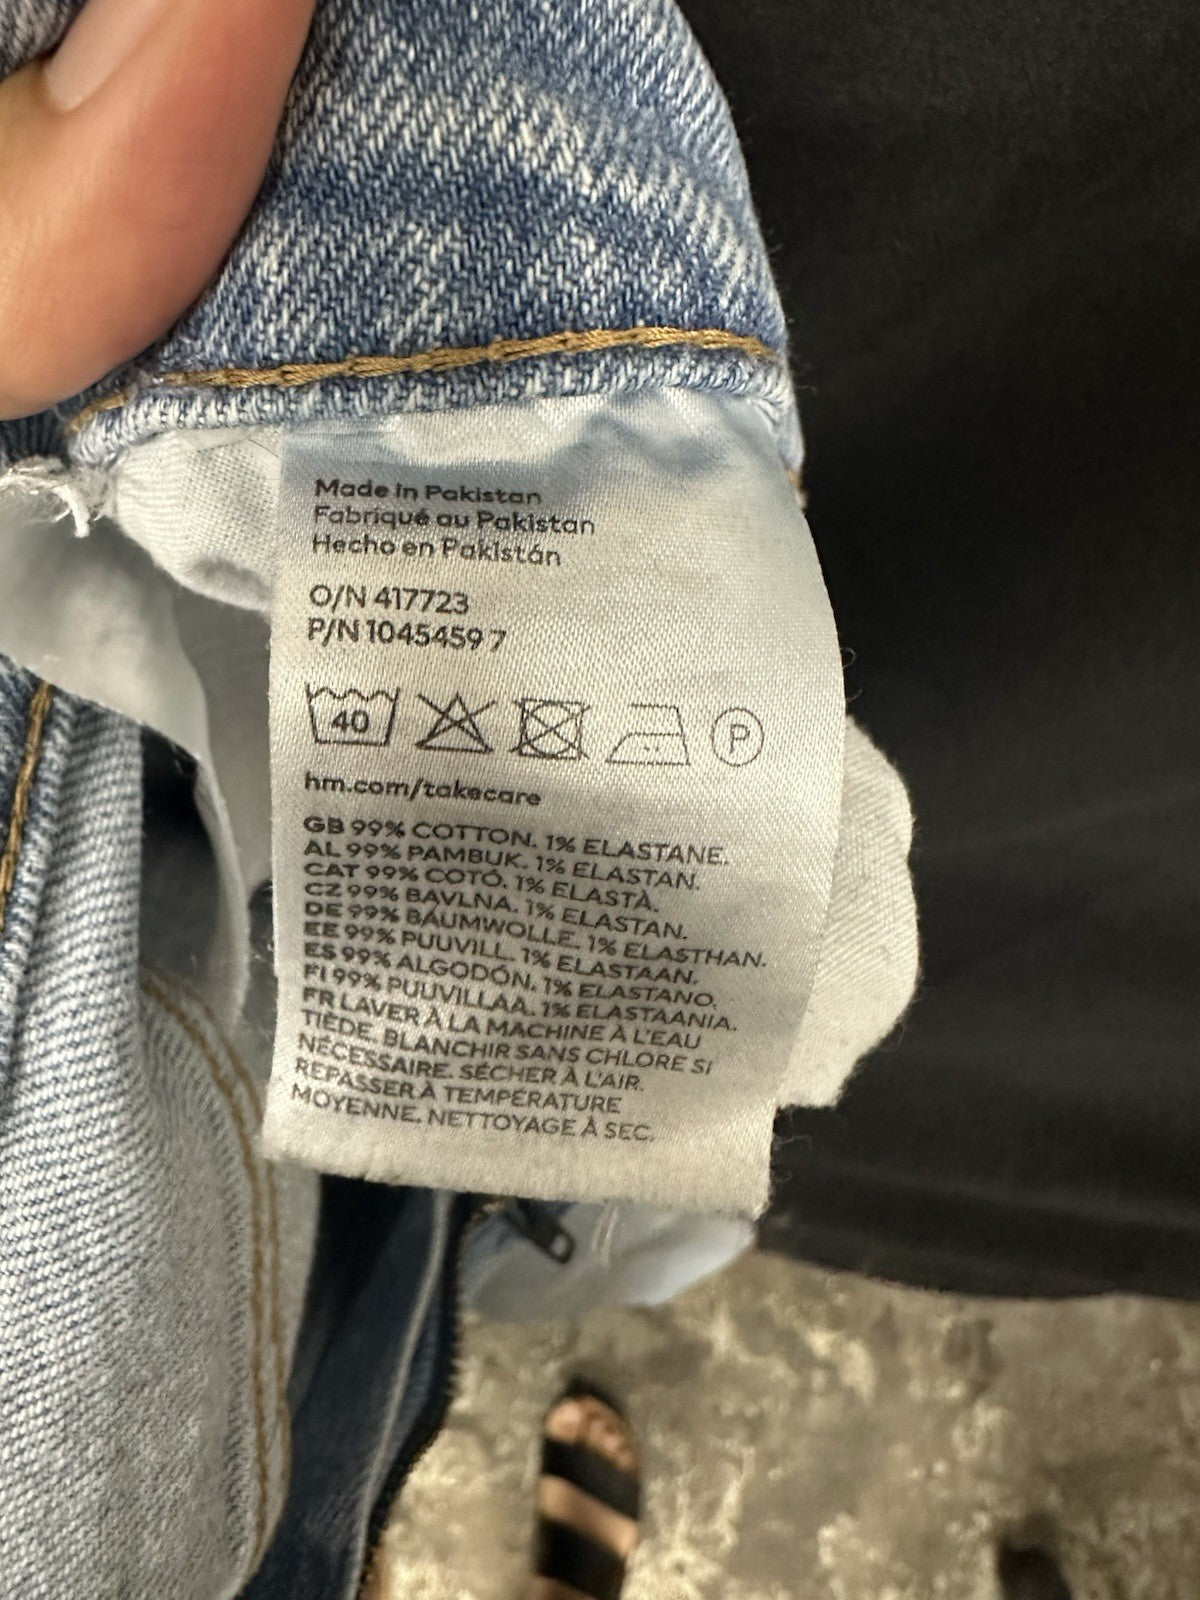 Made in Pakistan
Fabriqué au Pakistan
Hecho en Pakistán
O/N 417723
P/N 1045459 7
40 P
hm.com/takecare
GB 99% COTTON. 1% ELASTANE.
AL 99% PAMBUK. 1% ELASTAN.
CAT 99% COTÓ. 1% ELASTÀ.
CZ 99% BAVLNA. 1% ELASTAN.
DE 99% BAUMWOLLE. 1% ELASTHAN.
EE 99% PUUVILL. 1% ELASTAAN.
ES 99% ALGODÓN. 1% ELASTANO.
FI 99% PUUVILLAA. 1% ELASTAANIA.
FR LAVER À LA MACHINE À L'EAU
TIÈDE. BLANCHIR SANS CHLORE SI
NÉCESSAIRE. SÉCHER À L'AIR.
REPASSER À TEMPÉRATURE
MOYENNE. NETTOYAGE À SEC.